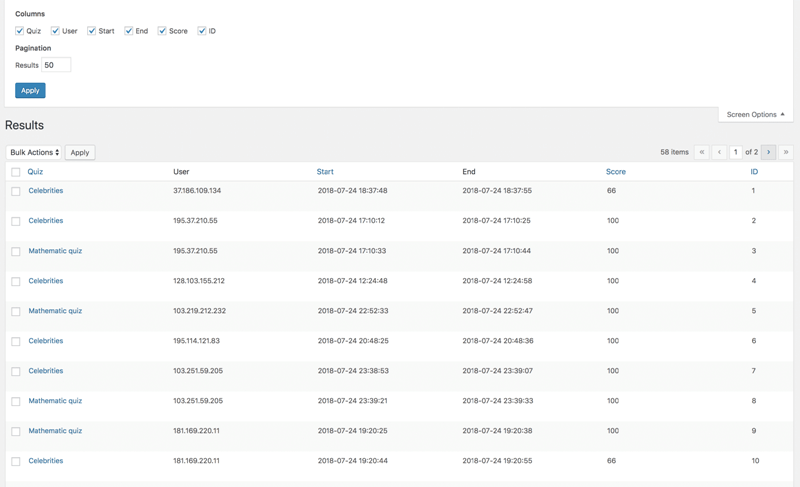 Columns
Quiz User Start End Score ID
Pagination
Results 50
Apply
Screen Options
Results
Bulk Actions Apply 58 items « ‹ 1 of 2 › »
Quiz User Start End Score ID
Celebrities 37.186.109.134 2018-07-24 18:37:48 2018-07-24 18:37:55 66 1
Celebrities 195.37.210.55 2018-07-24 17:10:12 2018-07-24 17:10:25 100 2
Mathematic quiz 195.37.210.55 2018-07-24 17:10:33 2018-07-24 17:10:44 100 3
Celebrities 128.103.155.212 2018-07-24 12:24:48 2018-07-24 12:24:58 100 4
Mathematic quiz 103.219.212.232 2018-07-24 22:52:33 2018-07-24 22:52:47 100 5
Celebrities 195.114.121.83 2018-07-24 20:48:25 2018-07-24 20:48:36 100 6
Celebrities 103.251.59.205 2018-07-24 23:38:53 2018-07-24 23:39:07 100 7
Mathematic quiz 103.251.59.205 2018-07-24 23:39:21 2018-07-24 23:39:33 100 8
Mathematic quiz 181.169.220.11 2018-07-24 19:20:25 2018-07-24 19:20:38 100 9
Celebrities 181.169.220.11 2018-07-24 19:20:44 2018-07-24 19:20:55 66 10